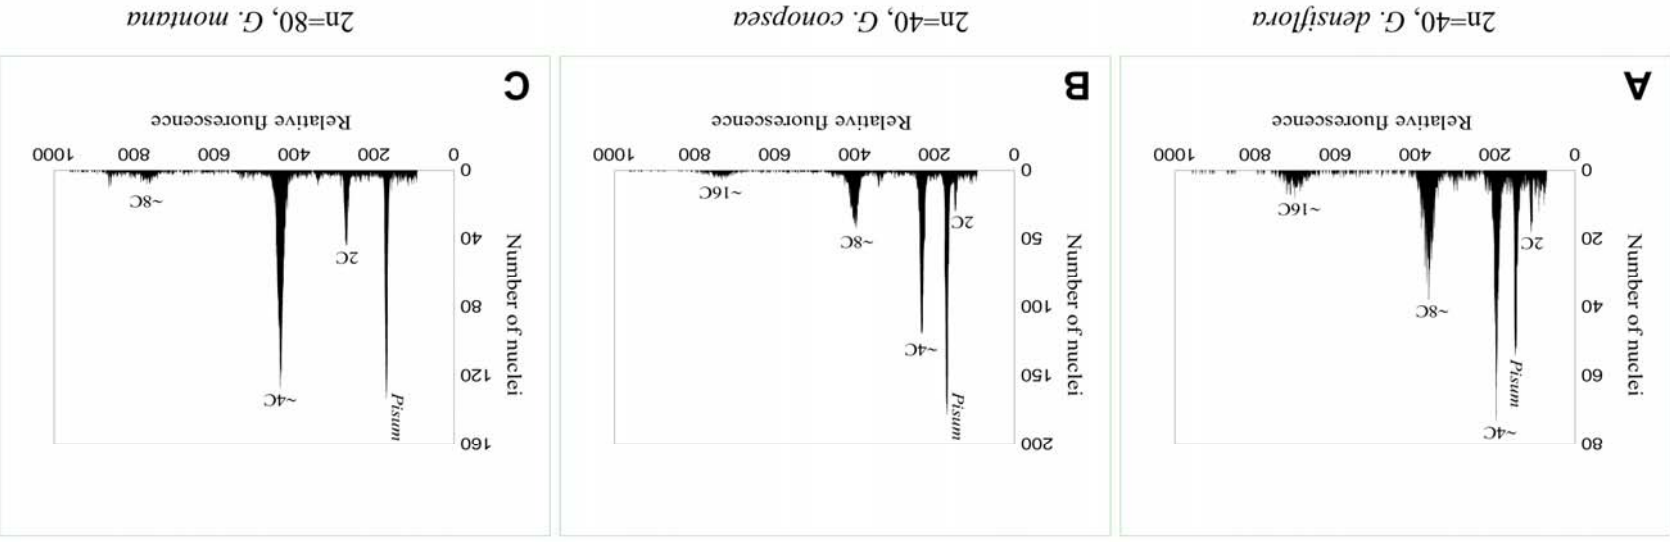 80
60
40
20
0
Number of nuclei
2C
Pisum
~4C
~8C
~16C
0 200 400 600 800 1000
Relative fluorescence
A
2n=40, G. densiflora
200
150
100
50
0
Number of nuclei
2C
Pisum
~4C
~8C
~16C
0 200 400 600 800 1000
Relative fluorescence
B
2n=40, G. conopsea
160
120
80
40
0
Number of nuclei
Pisum
2C
~4C
~8C
0 200 400 600 800 1000
Relative fluorescence
C
2n=80, G. montana